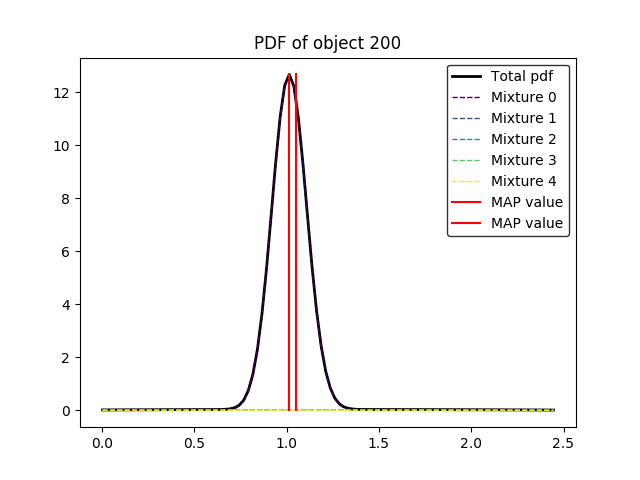 PDF of object 200
Total pdf
Mixture 0
Mixture 1
Mixture 2
Mixture 3
Mixture 4
MAP value
MAP value
12
10
8
6
4
2
0
0.0 0.5 1.0 1.5 2.0 2.5